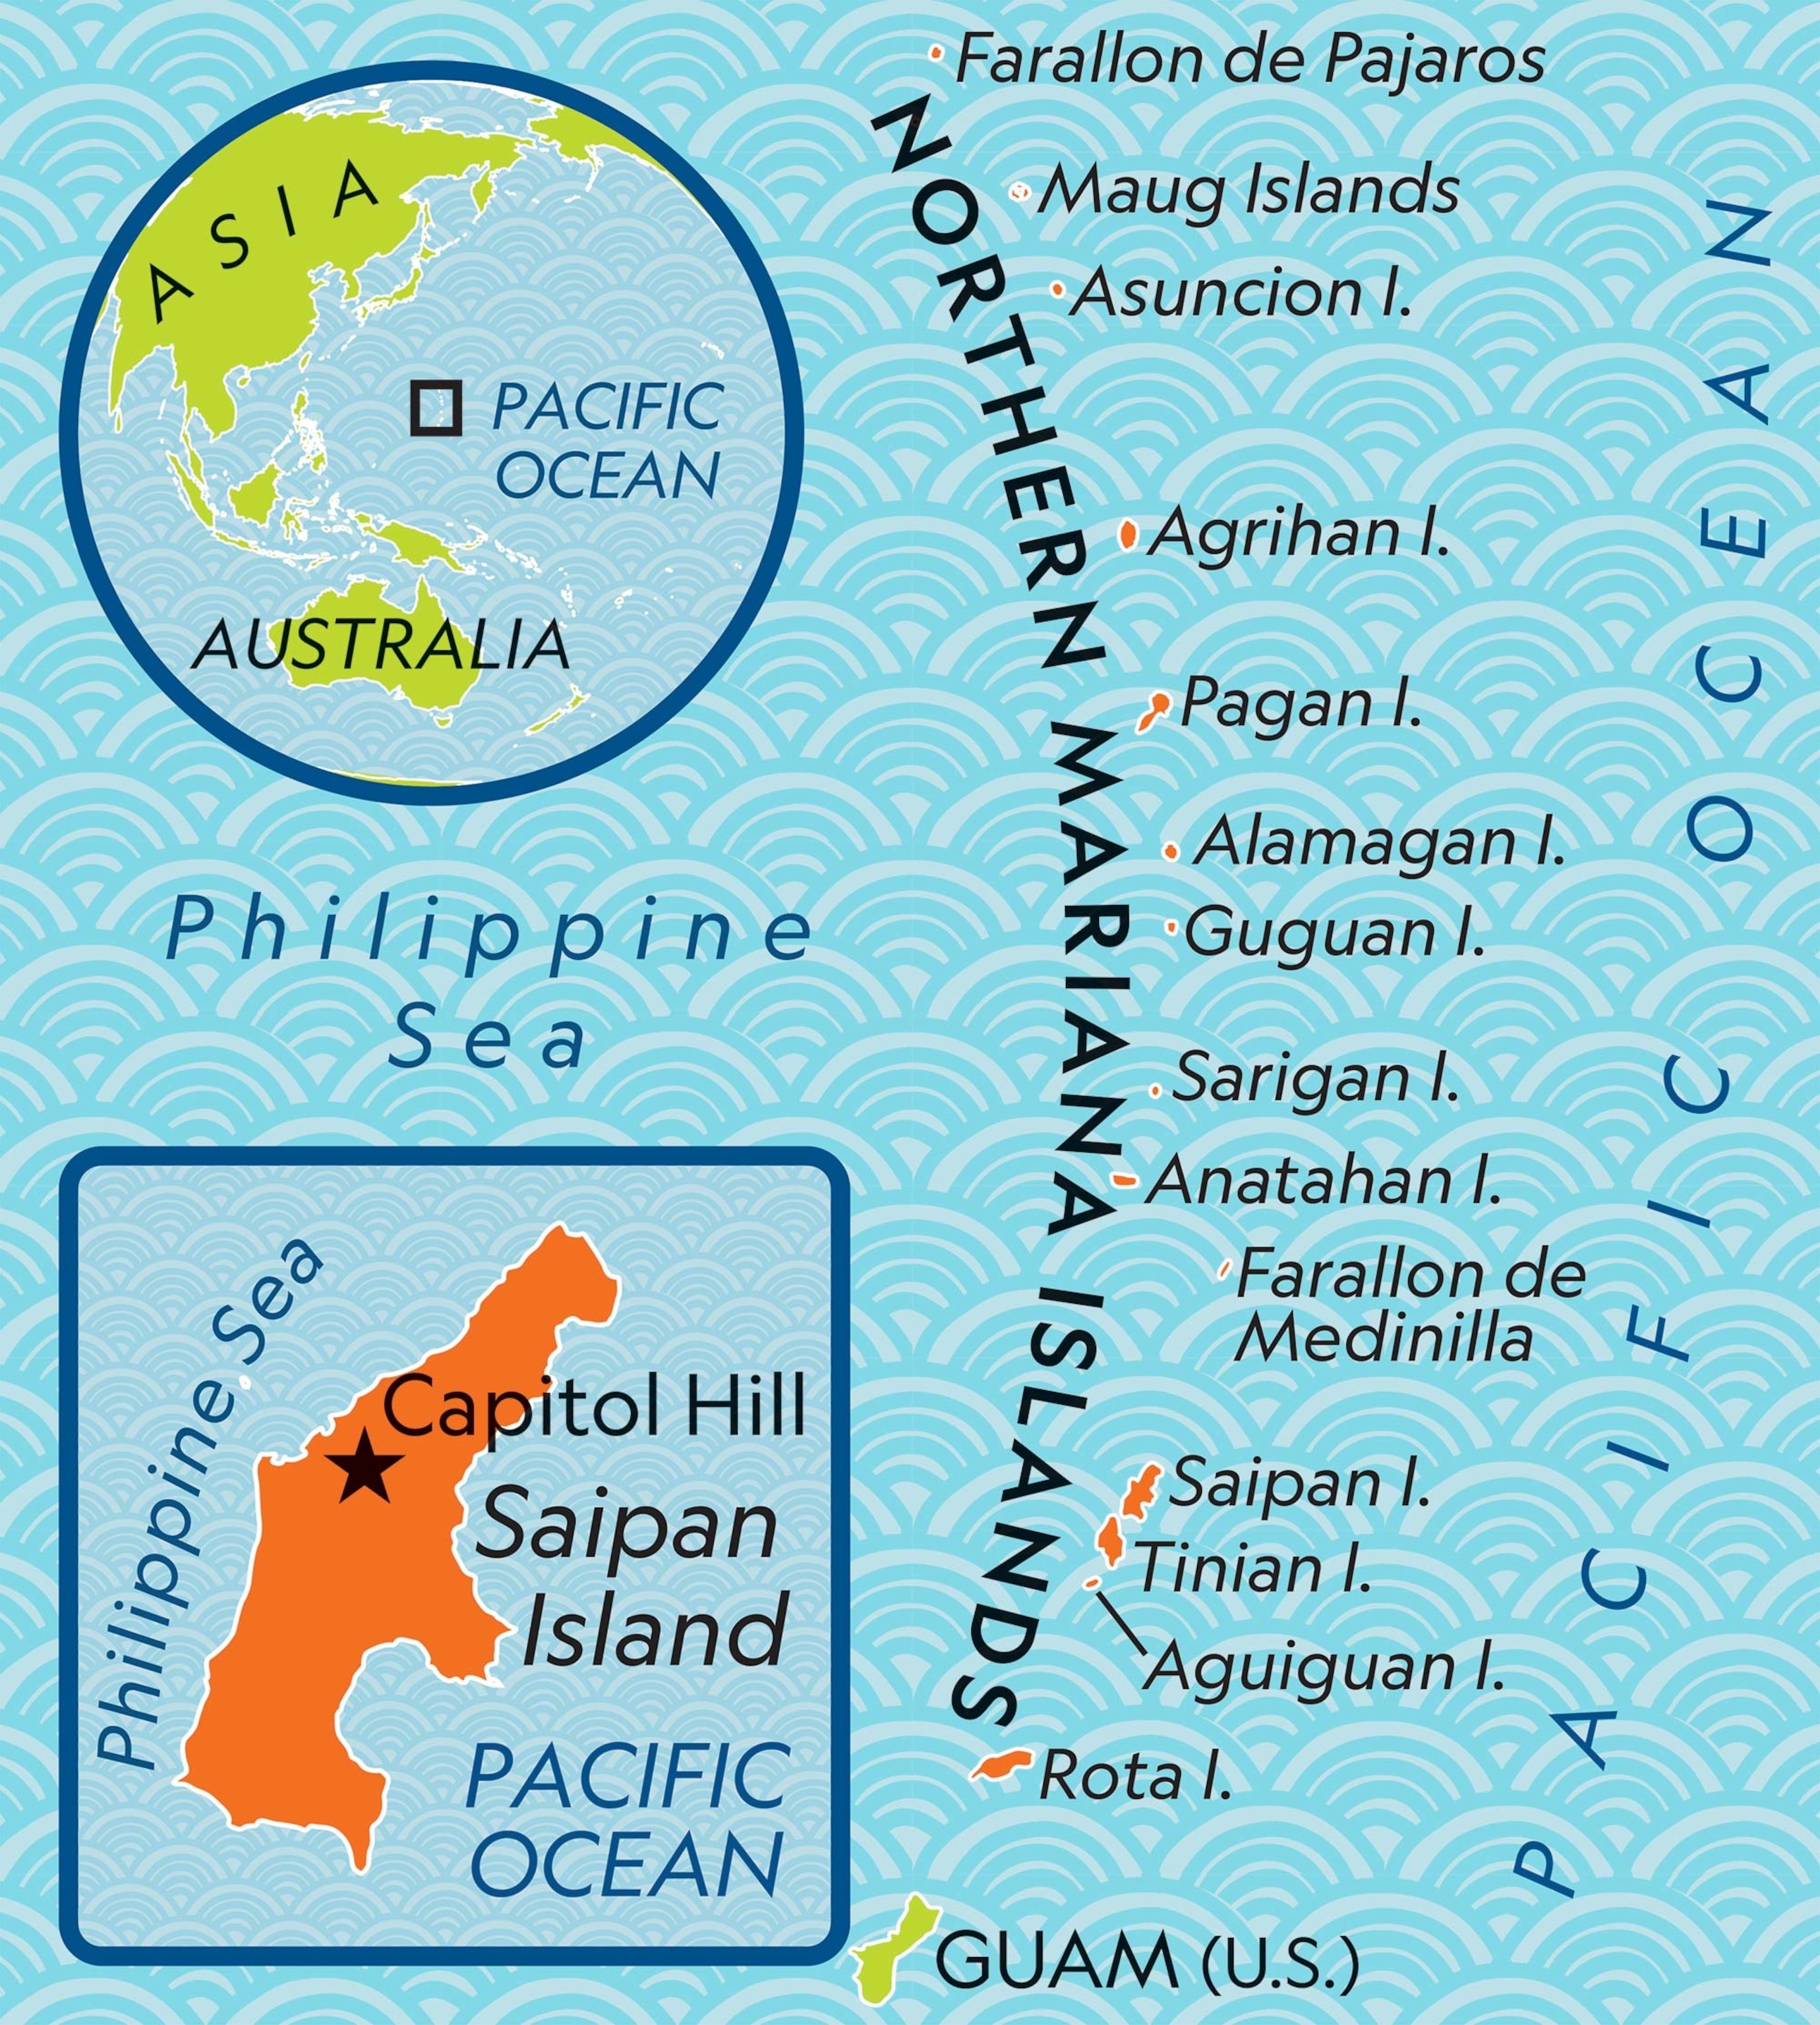 Farallon de Pajaros
Maug Islands
Asuncion I.
Agrihan I.
Pagan I.
Alamagan I.
Guguan I.
Sarigan I.
Anatahan I.
Farallon de
Medinilla
Saipan I.
Tinian I.
Aguiguan I.
Rota I.
GUAM (U.S.)
NORTHERN MARIANA ISLANDS
PACIFIC OCEAN
ASIA
PACIFIC
OCEAN
AUSTRALIA
Philippine
Sea
Philippine Sea
Capitol Hill
Saipan
Island
PACIFIC
OCEAN